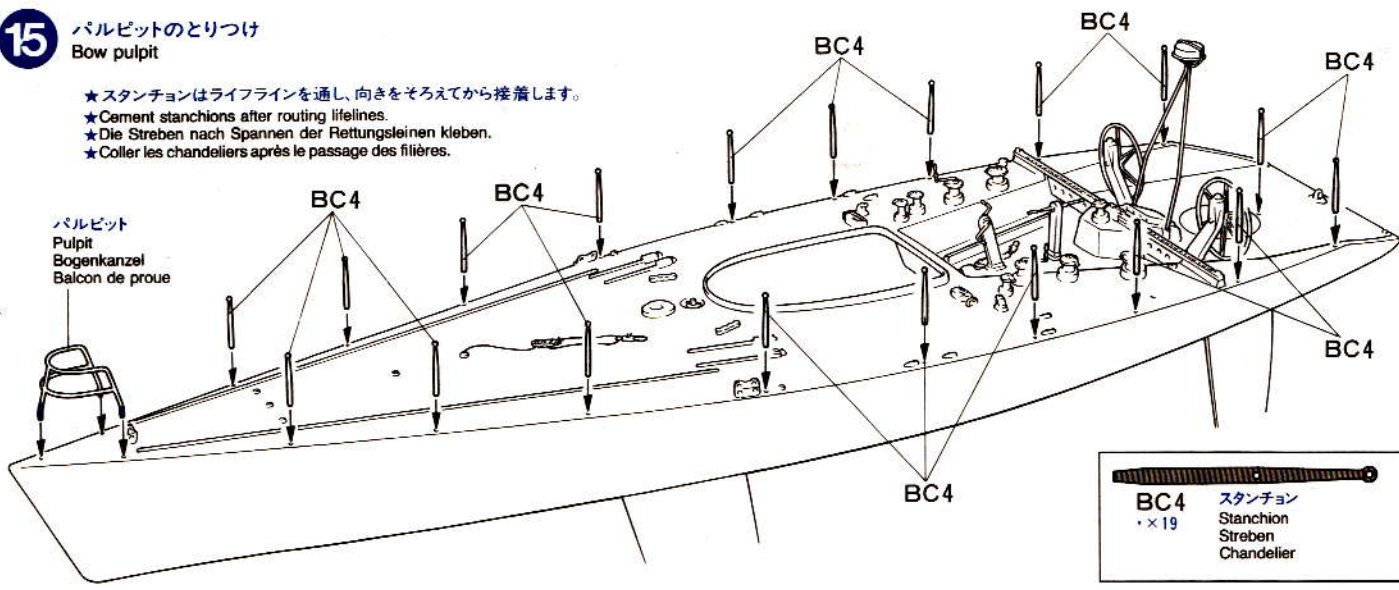 15
パルピットのとりつけ
Bow pulpit
★スタンチョンはライフラインを通し、向きをそろえてから接着します。
★Cement stanchions after routing lifelines.
★Die Streben nach Spannen der Rettungsleinen kleben.
★Coller les chandeliers après le passage des filières.
パルピット
Pulpit
Bogenkanzel
Balcon de proue
BC4
BC4
BC4
BC4
BC4
BC4
BC4
BC4
・×19
スタンチョン
Stanchion
Streben
Chandelier